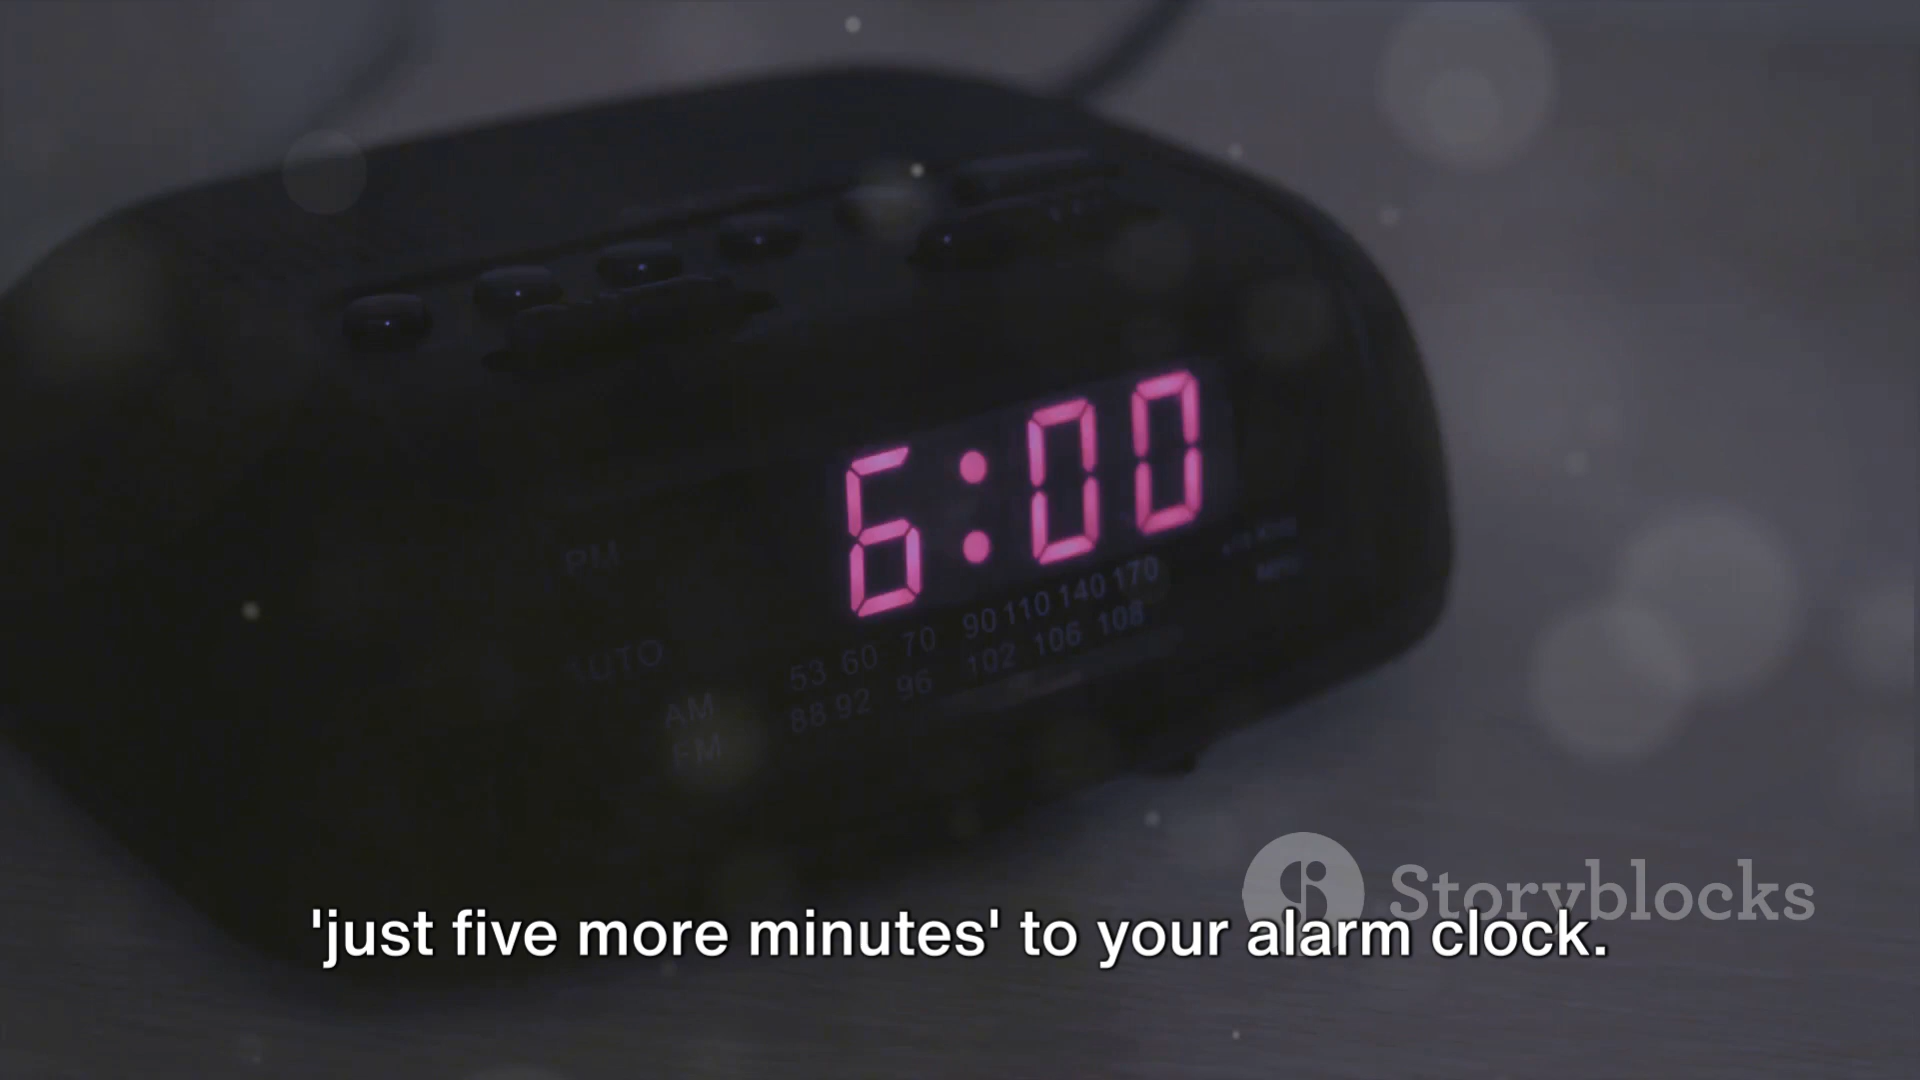 6:00
PM
AUTO
AM
FM
53 60 70 90 110 140 170
88 92 96 102 106 108
Storyblocks
'just five more minutes' to your alarm clock.